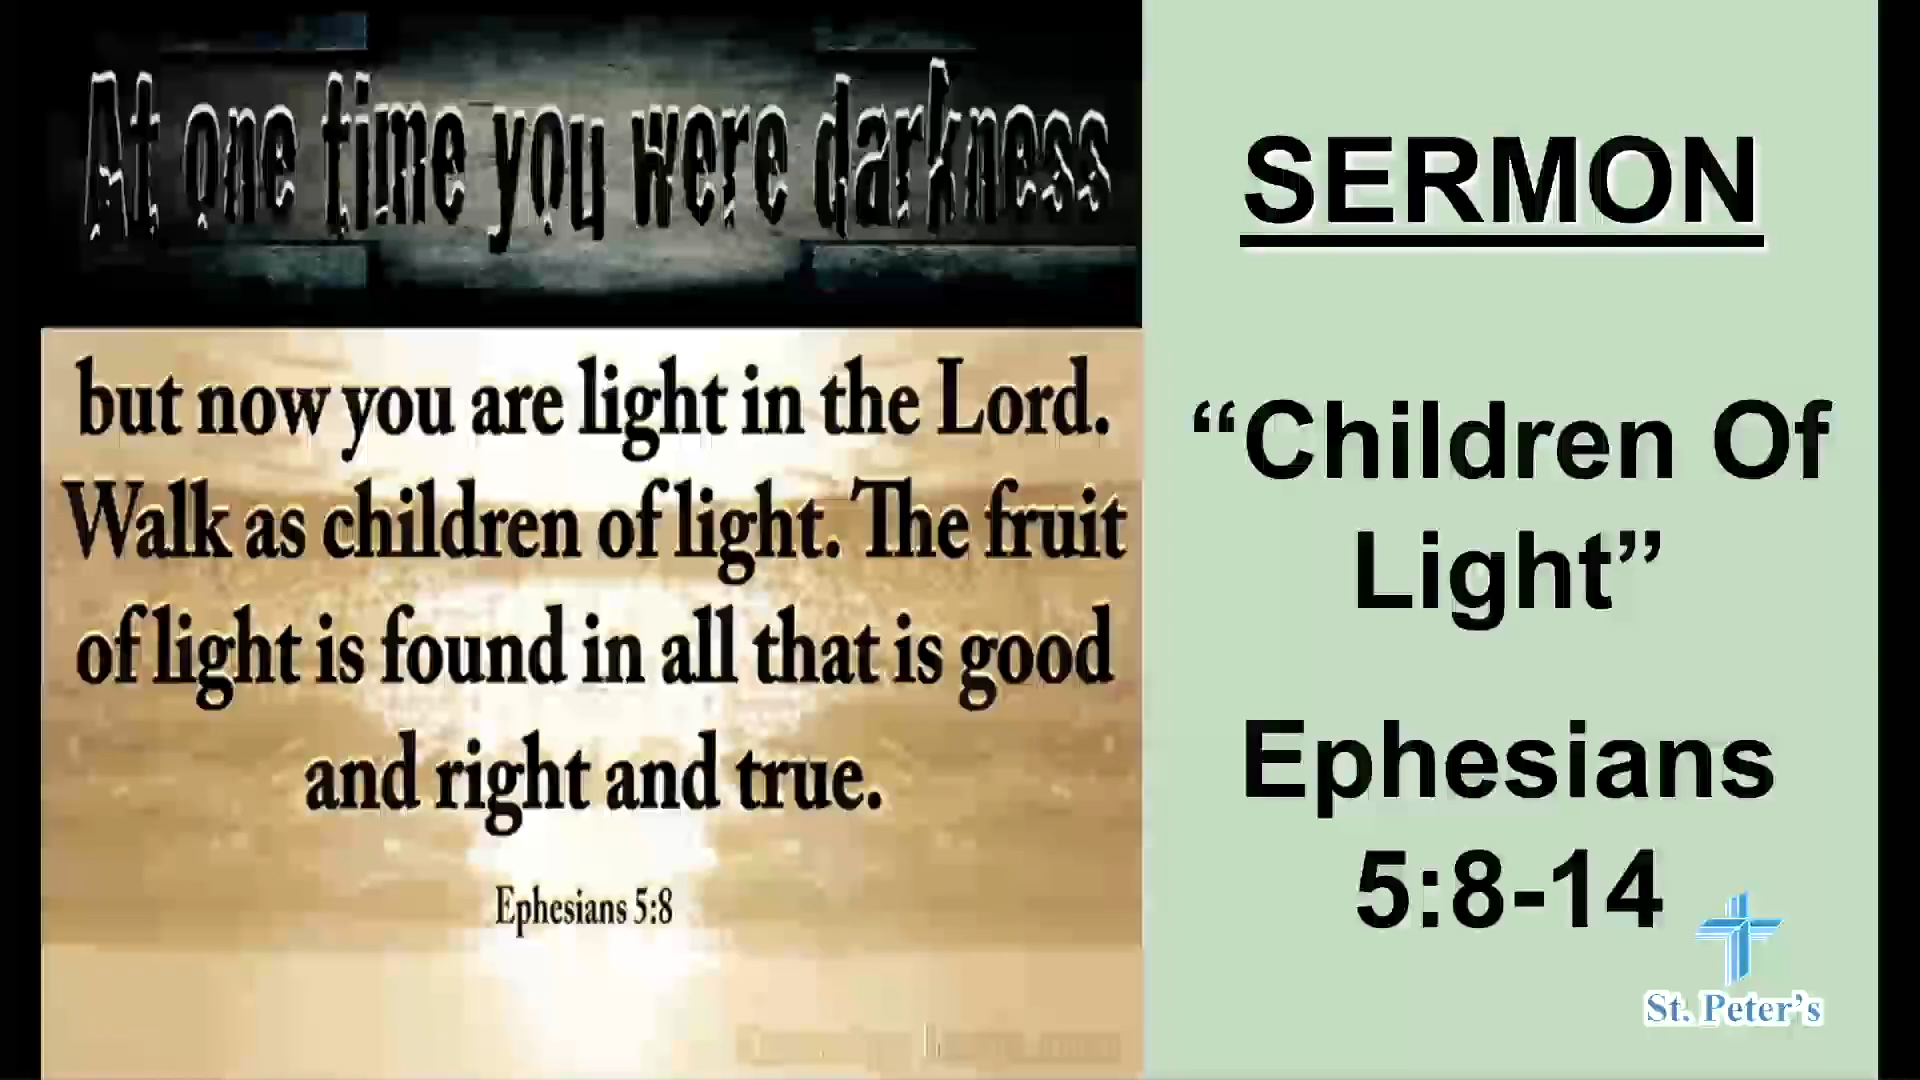 At one time you were darkness
but now you are light in the Lord.
Walk as children of light. The fruit
of light is found in all that is good
and right and true.
Ephesians 5:8
SERMON
“Children Of
Light”
Ephesians
5:8-14
St. Peter’s